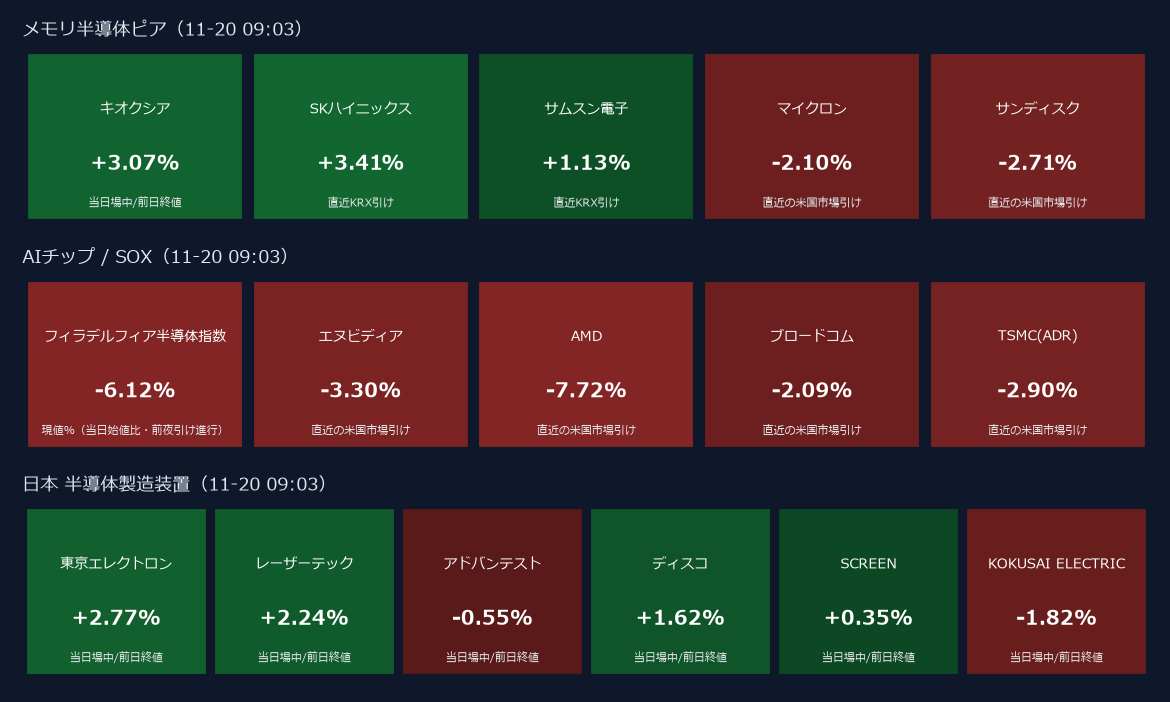 メモリ半導体ピア（11-20 09:03）
キオクシア
+3.07%
当日場中/前日終値
SKハイニックス
+3.41%
直近KRX引け
サムスン電子
+1.13%
直近KRX引け
マイクロン
-2.10%
直近の米国市場引け
サンディスク
-2.71%
直近の米国市場引け
AIチップ / SOX（11-20 09:03）
フィラデルフィア半導体指数
-6.12%
現値%（当日始値比・前夜引け進行）
エヌビディア
-3.30%
直近の米国市場引け
AMD
-7.72%
直近の米国市場引け
ブロードコム
-2.09%
直近の米国市場引け
TSMC(ADR)
-2.90%
直近の米国市場引け
日本 半導体製造装置（11-20 09:03）
東京エレクトロン
+2.77%
当日場中/前日終値
レーザーテック
+2.24%
当日場中/前日終値
アドバンテスト
-0.55%
当日場中/前日終値
ディスコ
+1.62%
当日場中/前日終値
SCREEN
+0.35%
当日場中/前日終値
KOKUSAI ELECTRIC
-1.82%
当日場中/前日終値